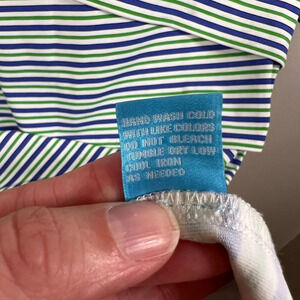 HAND WASH COLD
WITH LIKE COLORS
DO NOT BLEACH
TUMBLE DRY LOW
COOL IRON
AS NEEDED